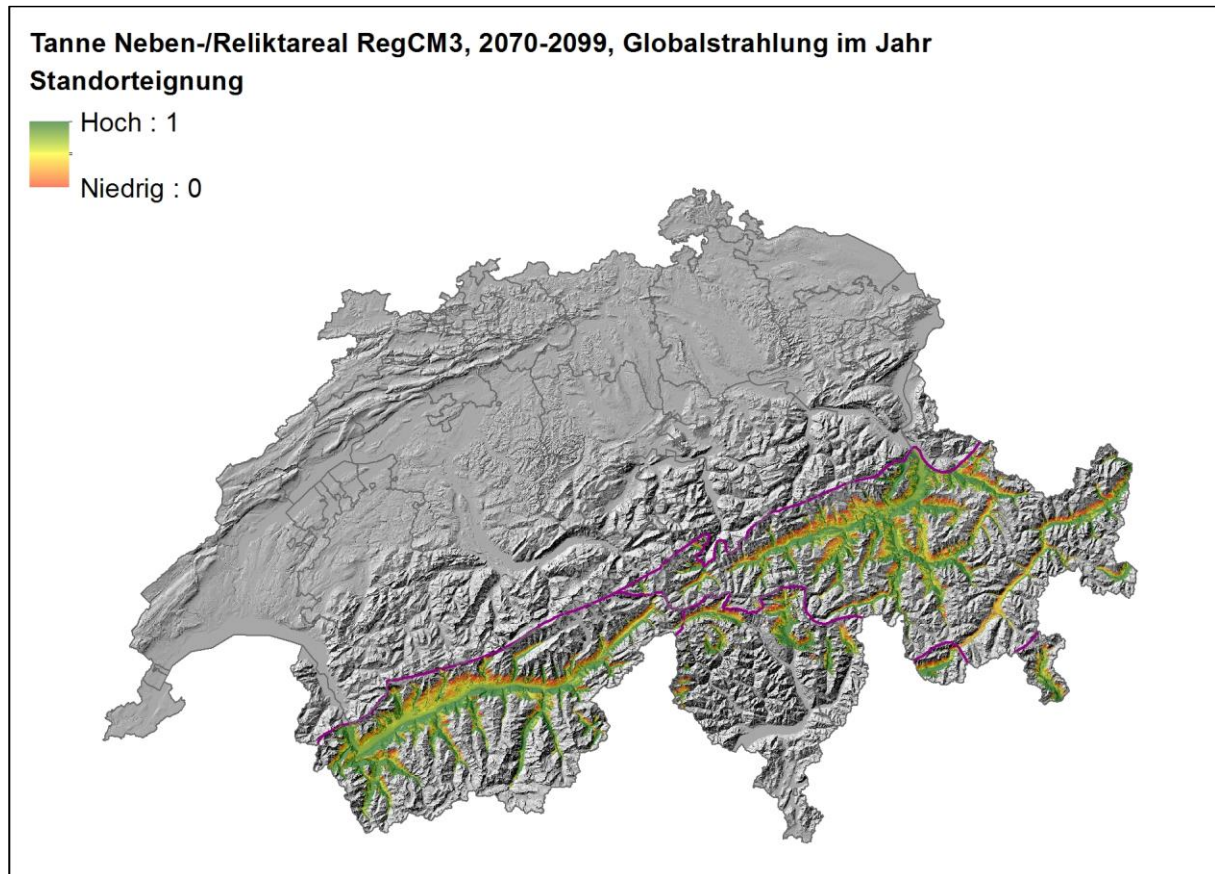 Tanne Neben-/Reliktareal RegCM3, 2070-2099, Globalstrahlung im Jahr
Standorteignung
Hoch : 1
Niedrig : 0